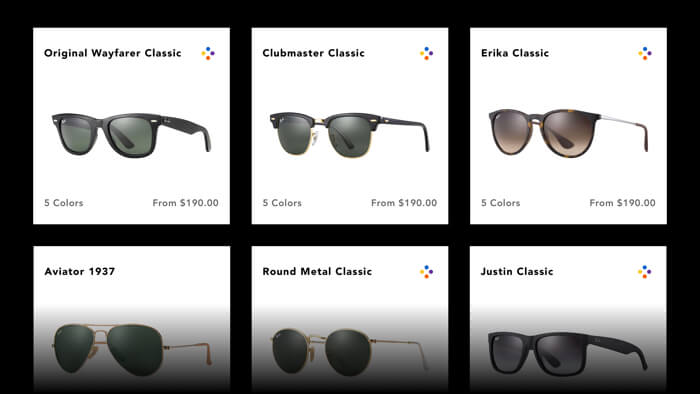 Original Wayfarer Classic
Clubmaster Classic
Erika Classic
5 Colors
From $190.00
5 Colors
From $190.00
5 Colors
From $190.00
Aviator 1937
Round Metal Classic
Justin Classic